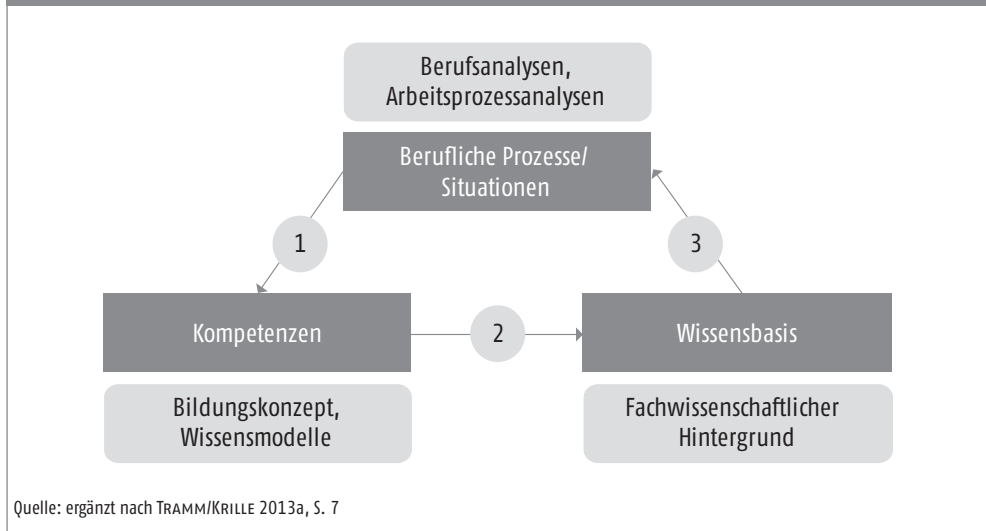 Berufsanalysen,
Arbeitsprozessanalysen
Berufliche Prozesse/
Situationen
1
3
Kompetenzen
2
Wissensbasis
Bildungskonzept,
Wissensmodelle
Fachwissenschaftlicher
Hintergrund
Quelle: ergänzt nach TRAMM/KRILLE 2013a, S. 7